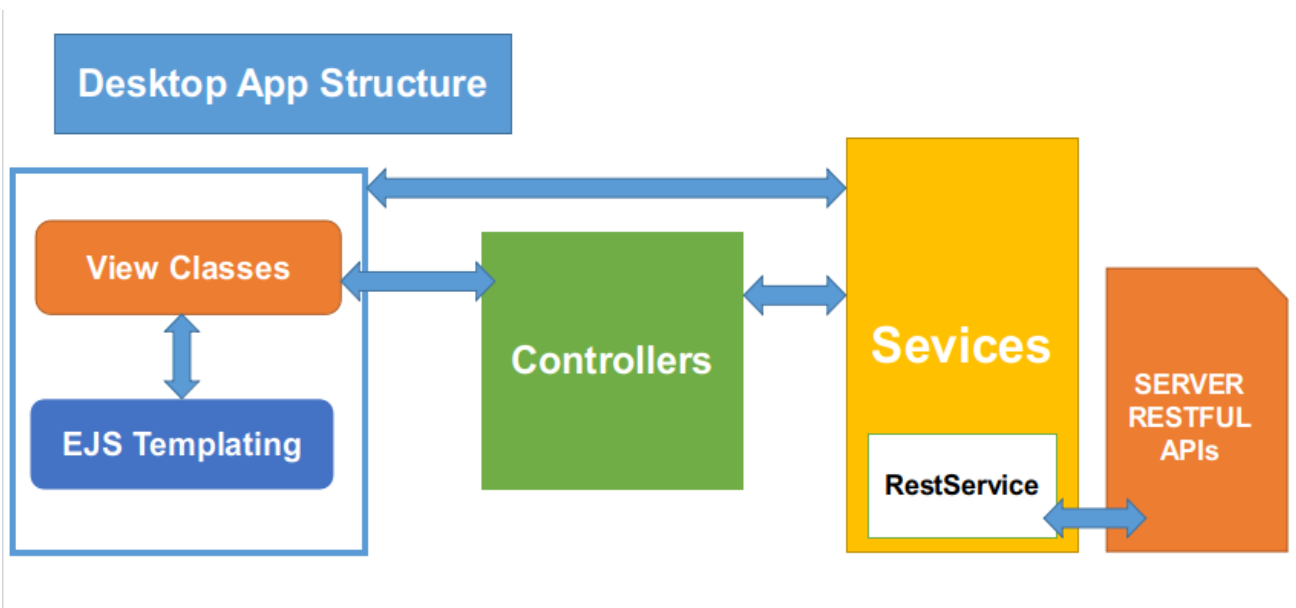 Desktop App Structure
View Classes
EJS Templating
Controllers
Sevices
RestService
SERVER
RESTFUL
APIs